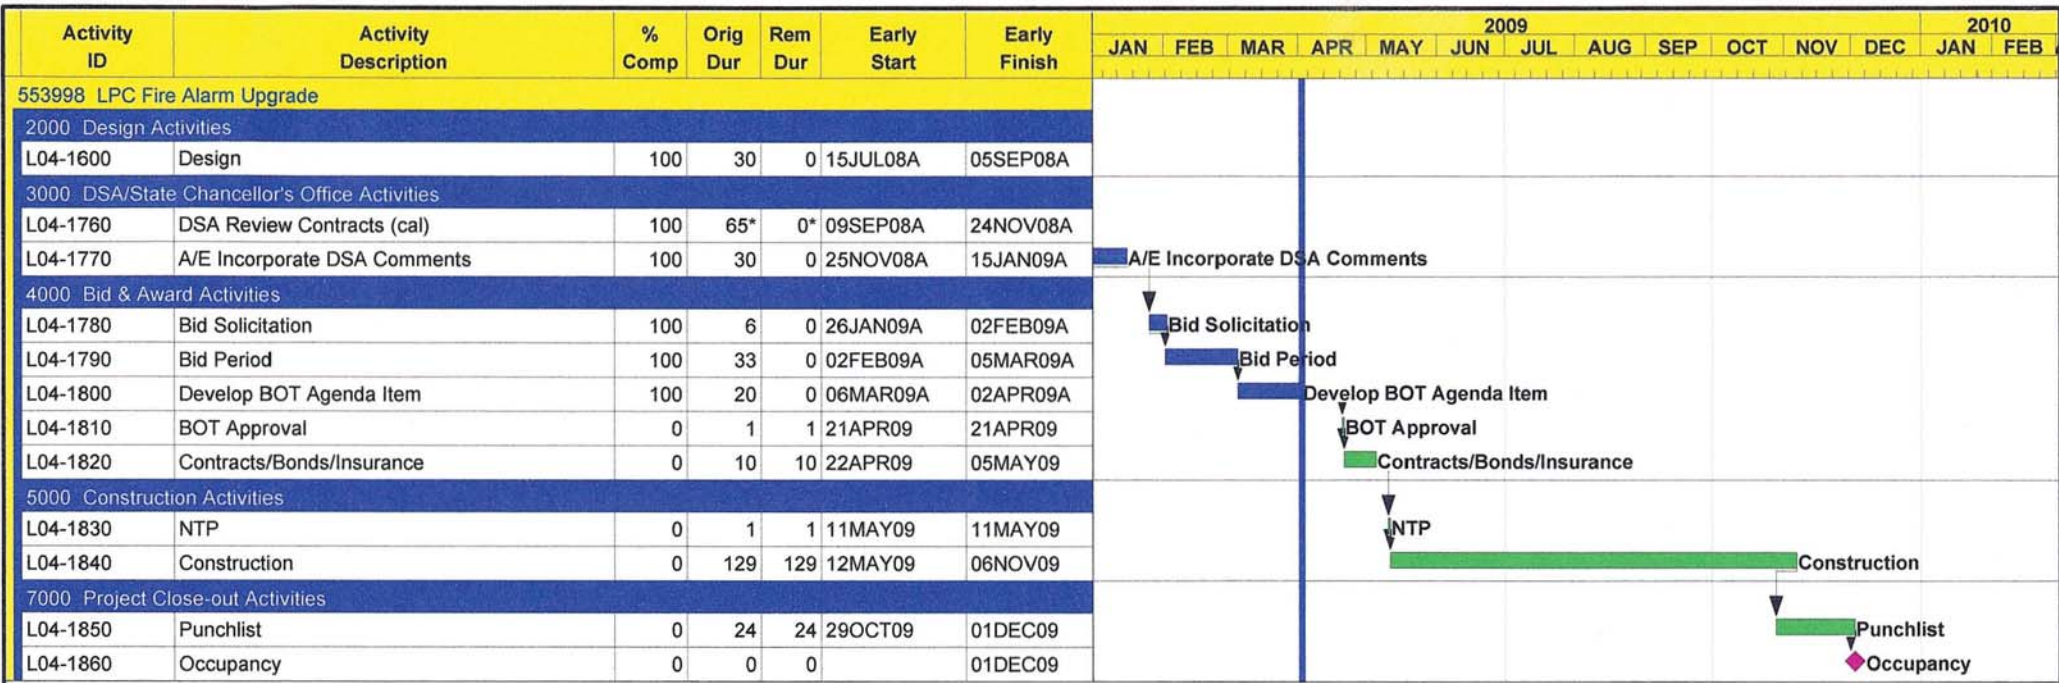 Activity ID Activity Description % Comp Orig Dur Rem Dur Early Start Early Finish
2009 2010
JAN FEB MAR APR MAY JUN JUL AUG SEP OCT NOV DEC JAN FEB
553998 LPC Fire Alarm Upgrade
2000 Design Activities
L04-1600 Design 100 30 0 15JUL08A 05SEP08A
3000 DSA/State Chancellor's Office Activities
L04-1760 DSA Review Contracts (cal) 100 65* 0* 09SEP08A 24NOV08A
L04-1770 A/E Incorporate DSA Comments 100 30 0 25NOV08A 15JAN09A A/E Incorporate DSA Comments
4000 Bid & Award Activities
L04-1780 Bid Solicitation 100 6 0 26JAN09A 02FEB09A Bid Solicitation
L04-1790 Bid Period 100 33 0 02FEB09A 05MAR09A Bid Period
L04-1800 Develop BOT Agenda Item 100 20 0 06MAR09A 02APR09A Develop BOT Agenda Item
L04-1810 BOT Approval 0 1 1 21APR09 21APR09 BOT Approval
L04-1820 Contracts/Bonds/Insurance 0 10 10 22APR09 05MAY09 Contracts/Bonds/Insurance
5000 Construction Activities
L04-1830 NTP 0 1 1 11MAY09 11MAY09 NTP
L04-1840 Construction 0 129 129 12MAY09 06NOV09 Construction
7000 Project Close-out Activities
L04-1850 Punchlist 0 24 24 29OCT09 01DEC09 Punchlist
L04-1860 Occupancy 0 0 0 01DEC09 Occupancy